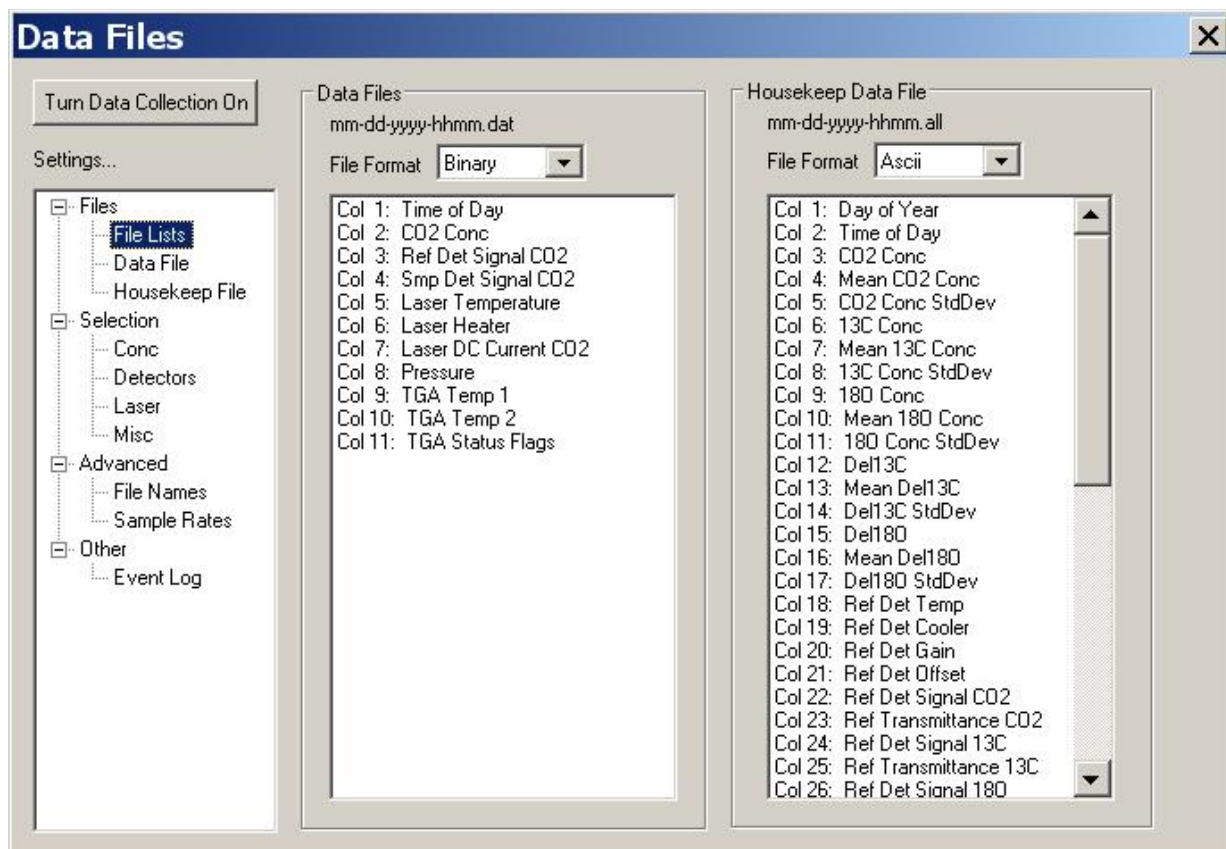 Data Files
Turn Data Collection On
Settings...
Files
File Lists
Data File
Housekeep File
Selection
Conc
Detectors
Laser
Misc
Advanced
File Names
Sample Rates
Other
Event Log
Data Files
mm-dd-yyyy-hhmm.dat
File Format Binary
Col 1: Time of Day
Col 2: CO2 Conc
Col 3: Ref Det Signal CO2
Col 4: Smp Det Signal CO2
Col 5: Laser Temperature
Col 6: Laser Heater
Col 7: Laser DC Current CO2
Col 8: Pressure
Col 9: TGA Temp 1
Col 10: TGA Temp 2
Col 11: TGA Status Flags
Housekeep Data File
mm-dd-yyyy-hhmm.all
File Format Ascii
Col 1: Day of Year
Col 2: Time of Day
Col 3: CO2 Conc
Col 4: Mean CO2 Conc
Col 5: CO2 Conc StdDev
Col 6: 13C Conc
Col 7: Mean 13C Conc
Col 8: 13C Conc StdDev
Col 9: 18O Conc
Col 10: Mean 18O Conc
Col 11: 18O Conc StdDev
Col 12: Del13C
Col 13: Mean Del13C
Col 14: Del13C StdDev
Col 15: Del18O
Col 16: Mean Del18O
Col 17: Del18O StdDev
Col 18: Ref Det Temp
Col 19: Ref Det Cooler
Col 20: Ref Det Gain
Col 21: Ref Det Offset
Col 22: Ref Det Signal CO2
Col 23: Ref Transmittance CO2
Col 24: Ref Det Signal 13C
Col 25: Ref Transmittance 13C
Col 26: Ref Det Signal 18O